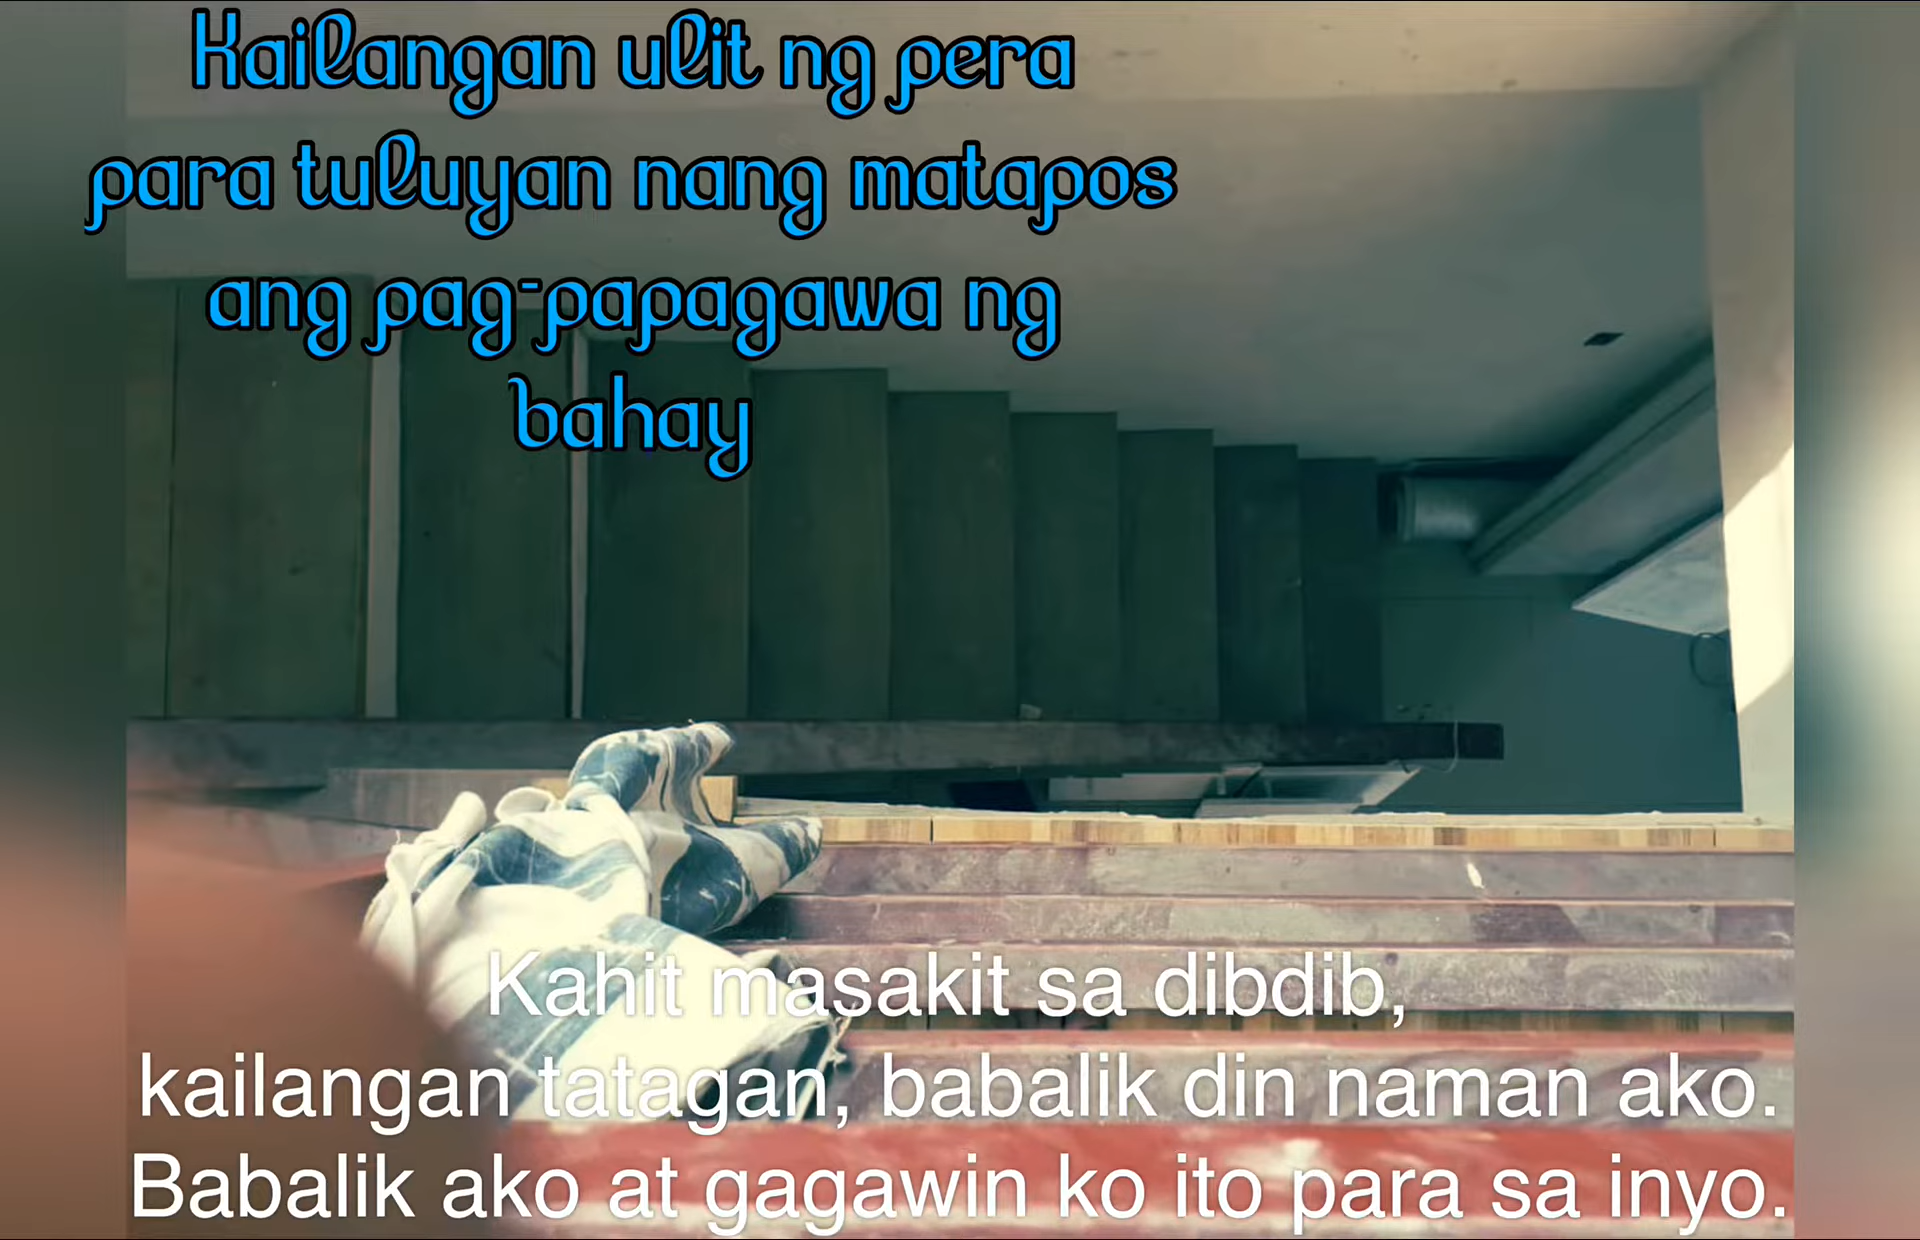 Kailangan ulit ng pera
para tuluyan nang matapos
ang pag-papagawa ng
bahay
Kahit masakit sa dibdib,
kailangan tatagan, babalik din naman ako.
Babalik ako at gagawin ko ito para sa inyo.